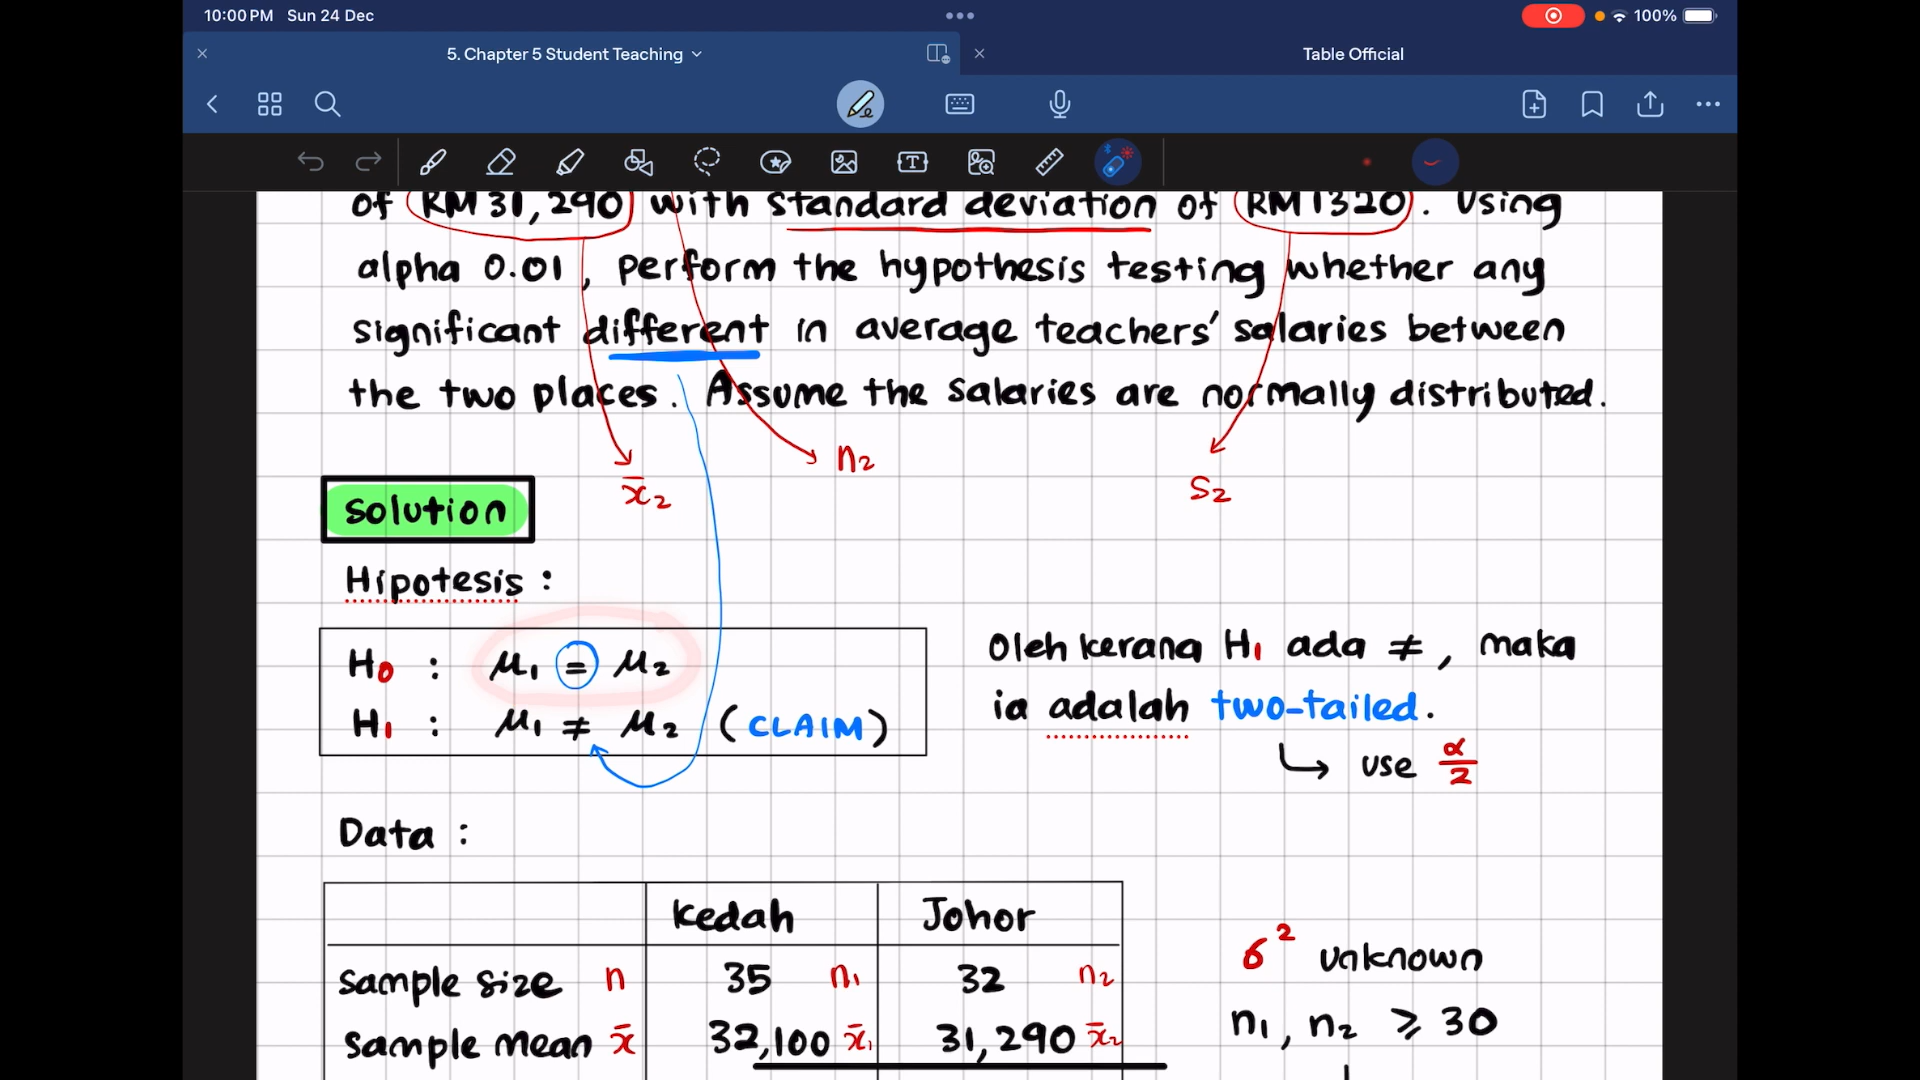 10:00 PM Sun 24 Dec
100%
5. Chapter 5 Student Teaching
Table Official
of RM 31,290 with standard deviation of RM 1320. Using
alpha 0.01, perform the hypothesis testing whether any
significant different in average teachers' salaries between
the two places. Assume the salaries are normally distributed.
x̄₂
n₂
s₂
Solution
Hipotesis :
H₀ : μ₁ = μ₂
H₁ : μ₁ ≠ μ₂ (CLAIM)
Oleh kerana H₁ ada ≠, maka
ia adalah two-tailed.
↳ use α/2
Data :
Kedah Johor
sample size n 35 n₁ 32 n₂
sample mean x̄ 32,100 x̄₁ 31,290 x̄₂
σ² unknown
n₁, n₂ ≥ 30